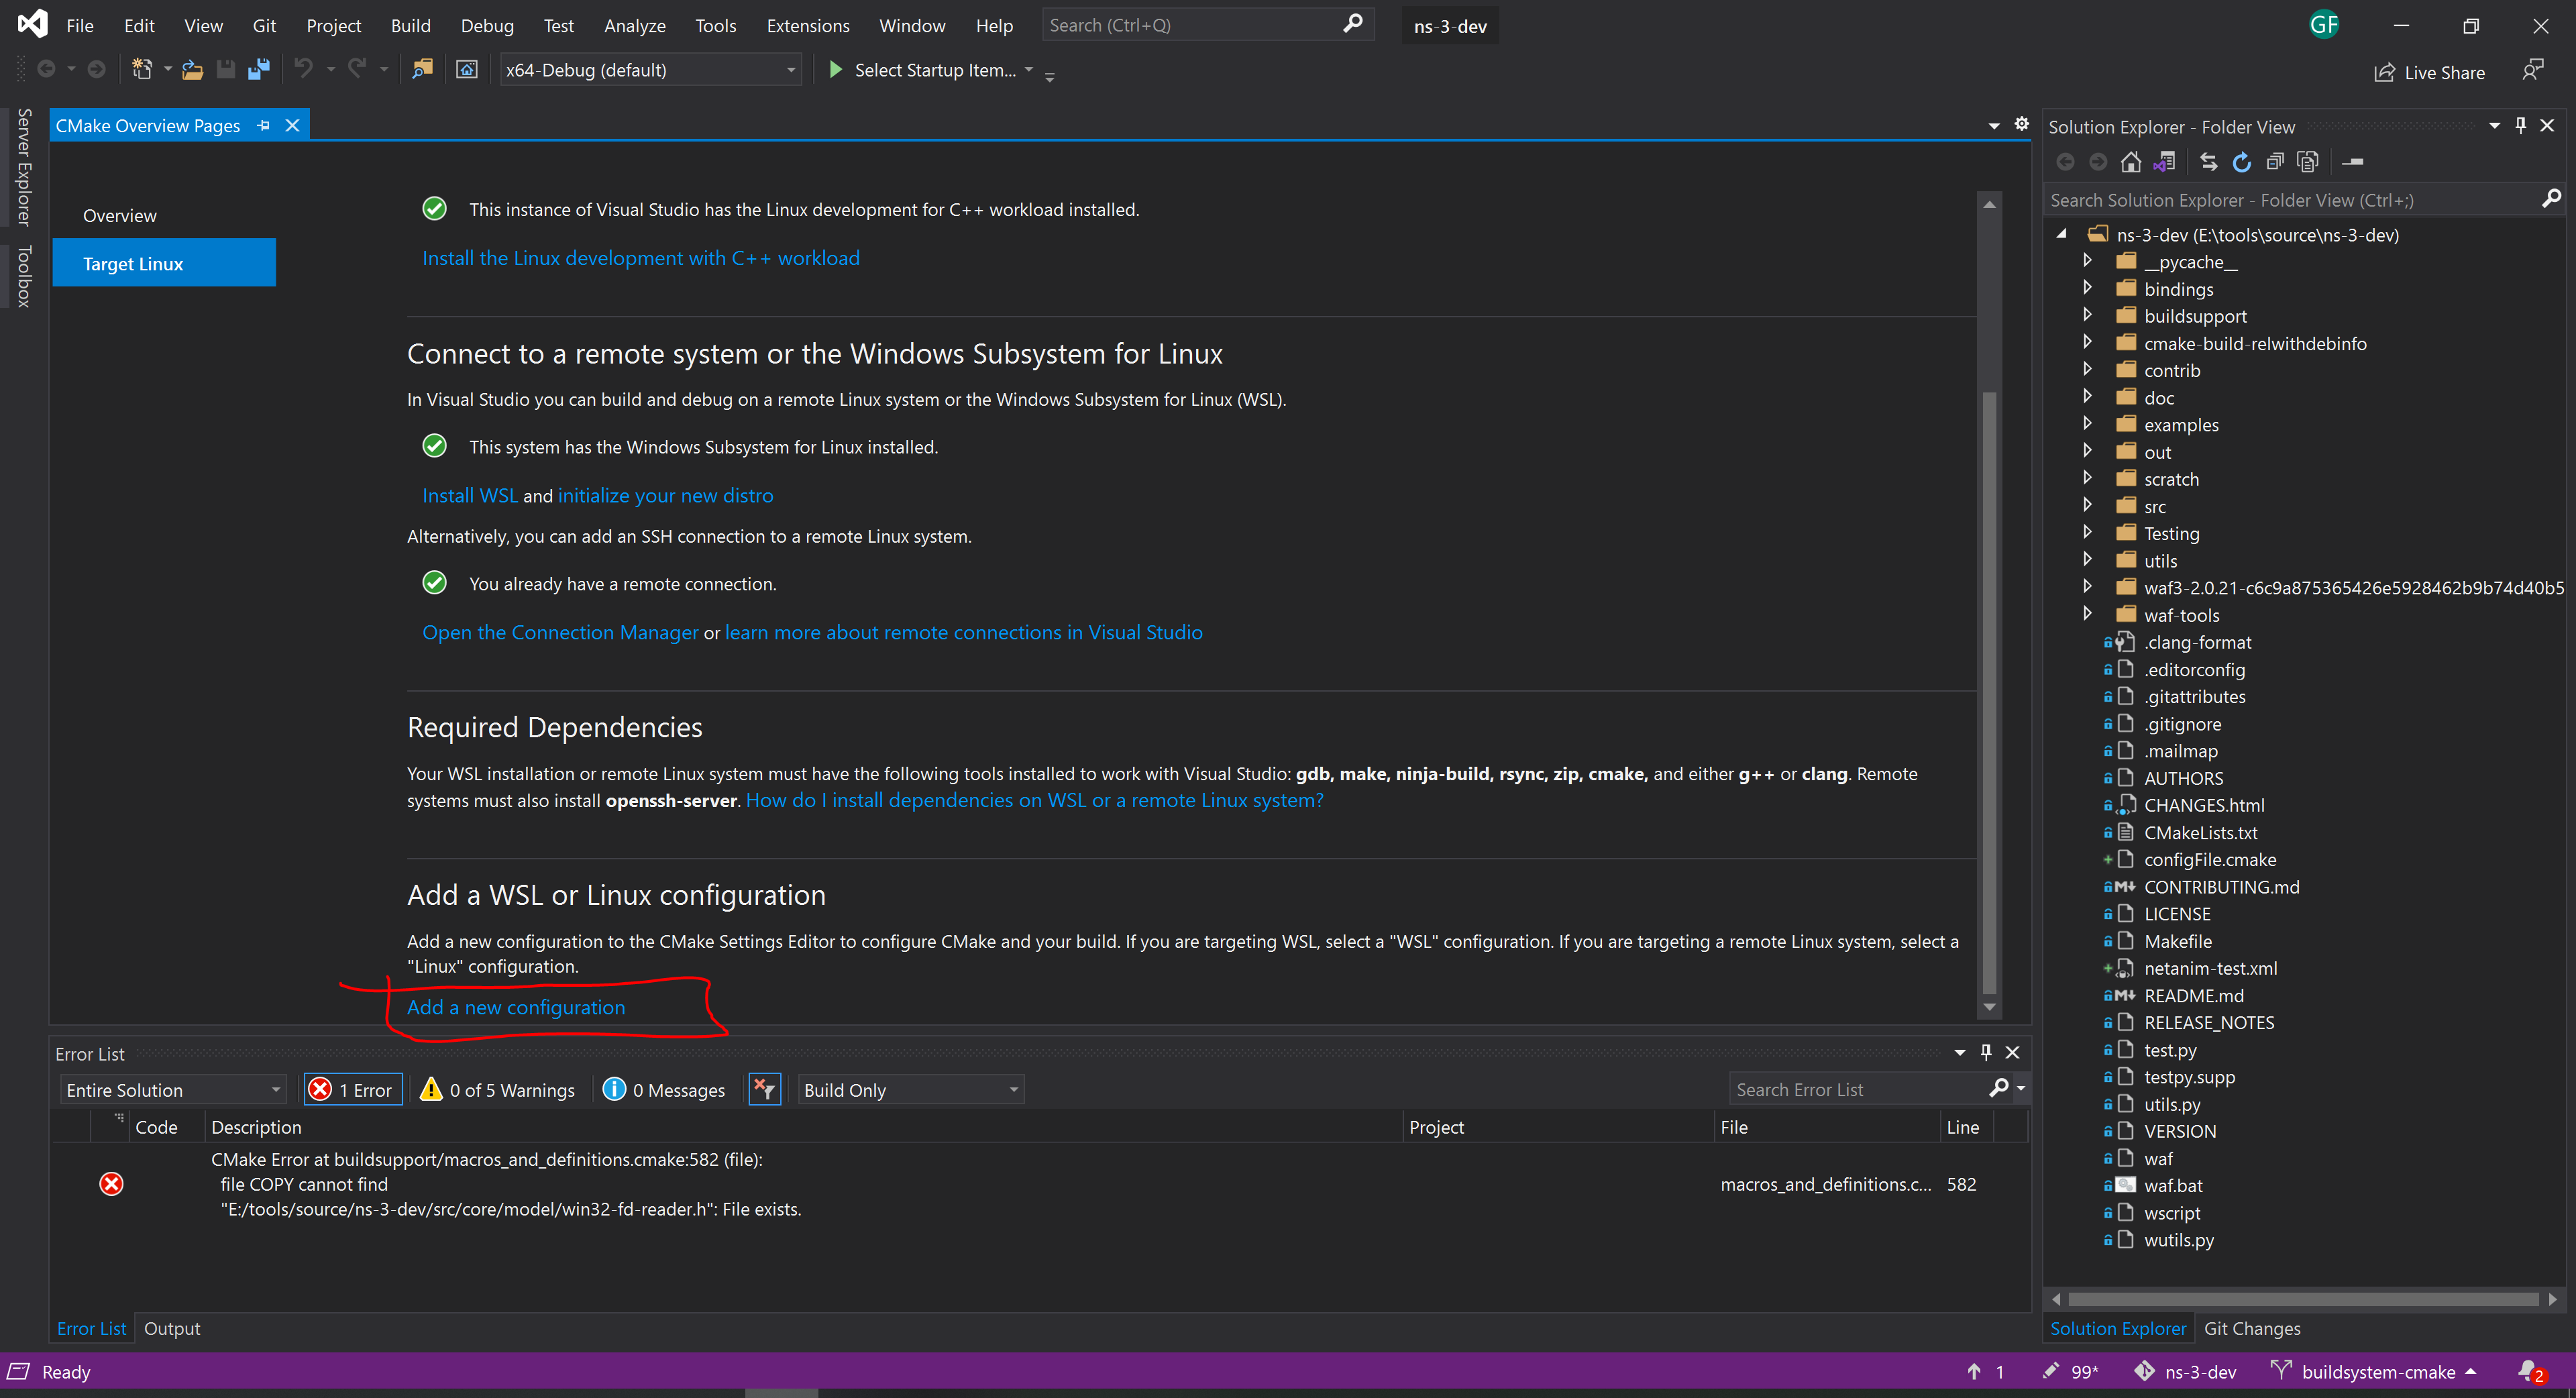 File Edit View Git Project Build Debug Test Analyze Tools Extensions Window Help Search (Ctrl+Q) ns-3-dev GF
x64-Debug (default) Select Startup Item... Live Share
Server Explorer
Toolbox
CMake Overview Pages
Overview
Target Linux
This instance of Visual Studio has the Linux development for C++ workload installed.
Install the Linux development with C++ workload
Connect to a remote system or the Windows Subsystem for Linux
In Visual Studio you can build and debug on a remote Linux system or the Windows Subsystem for Linux (WSL).
This system has the Windows Subsystem for Linux installed.
Install WSL and initialize your new distro
Alternatively, you can add an SSH connection to a remote Linux system.
You already have a remote connection.
Open the Connection Manager or learn more about remote connections in Visual Studio
Required Dependencies
Your WSL installation or remote Linux system must have the following tools installed to work with Visual Studio: gdb, make, ninja-build, rsync, zip, cmake, and either g++ or clang. Remote
systems must also install openssh-server. How do I install dependencies on WSL or a remote Linux system?
Add a WSL or Linux configuration
Add a new configuration to the CMake Settings Editor to configure CMake and your build. If you are targeting WSL, select a "WSL" configuration. If you are targeting a remote Linux system, select a
"Linux" configuration.
Add a new configuration
Error List
Entire Solution 1 Error 0 of 5 Warnings 0 Messages Build Only Search Error List
Code Description Project File Line
CMake Error at buildsupport/macros_and_definitions.cmake:582 (file):
file COPY cannot find
"E:/tools/source/ns-3-dev/src/core/model/win32-fd-reader.h": File exists.
macros_and_definitions.c... 582
Error List Output
Solution Explorer - Folder View
Search Solution Explorer - Folder View (Ctrl+;)
ns-3-dev (E:\tools\source\ns-3-dev)
__pycache__
bindings
buildsupport
cmake-build-relwithdebinfo
contrib
doc
examples
out
scratch
src
Testing
utils
waf3-2.0.21-c6c9a875365426e5928462b9b74d40b5
waf-tools
.clang-format
.editorconfig
.gitattributes
.gitignore
.mailmap
AUTHORS
CHANGES.html
CMakeLists.txt
configFile.cmake
CONTRIBUTING.md
LICENSE
Makefile
netanim-test.xml
README.md
RELEASE_NOTES
test.py
testpy.supp
utils.py
VERSION
waf
waf.bat
wscript
wutils.py
Solution Explorer Git Changes
Ready 1 99* ns-3-dev buildsystem-cmake 2